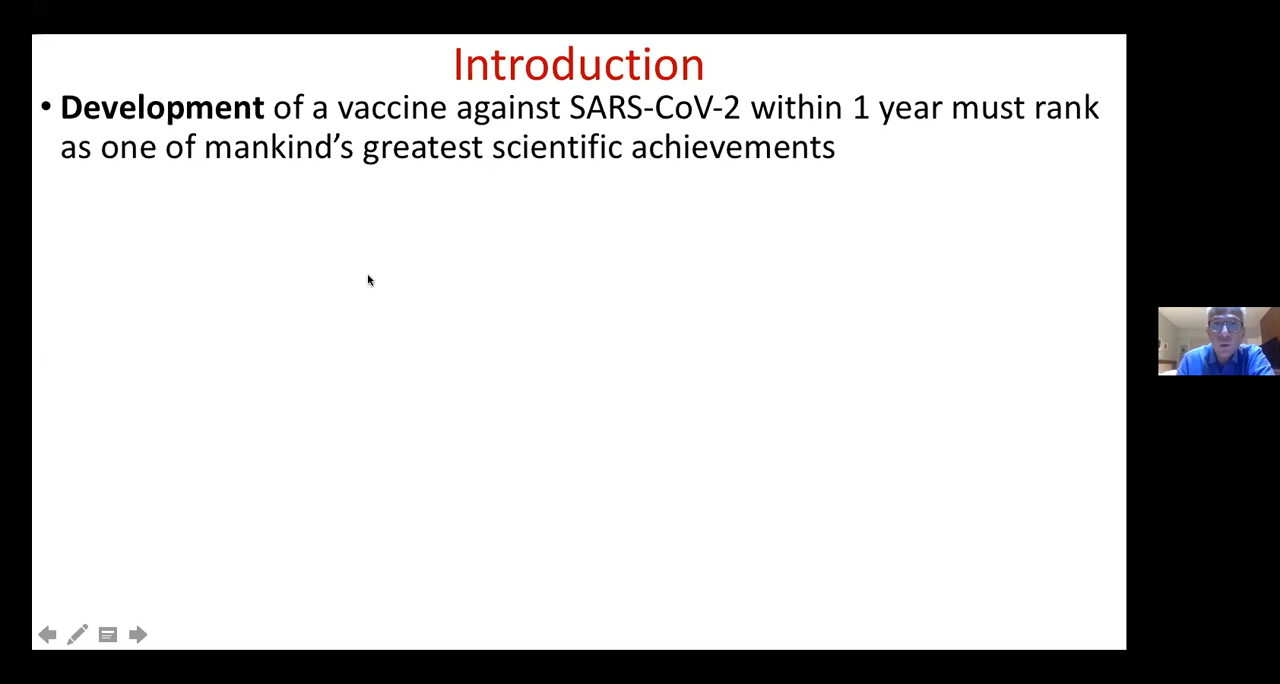 Introduction
• Development of a vaccine against SARS-CoV-2 within 1 year must rank
as one of mankind’s greatest scientific achievements